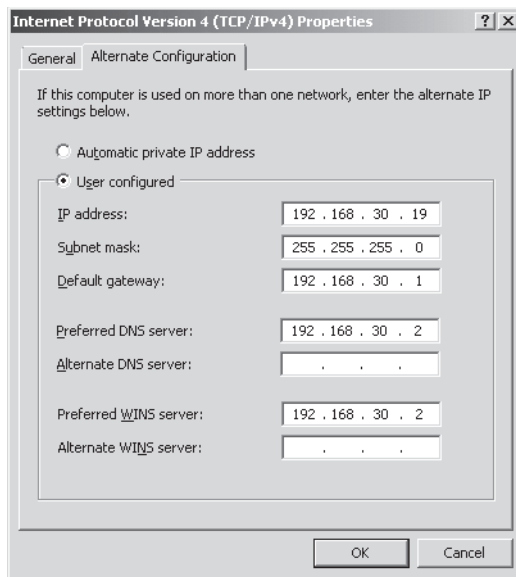 Internet Protocol Version 4 (TCP/IPv4) Properties ? X
General Alternate Configuration
If this computer is used on more than one network, enter the alternate IP
settings below.
Automatic private IP address
User configured
IP address: 192 . 168 . 30 . 19
Subnet mask: 255 . 255 . 255 . 0
Default gateway: 192 . 168 . 30 . 1
Preferred DNS server: 192 . 168 . 30 . 2
Alternate DNS server: . . .
Preferred WINS server: 192 . 168 . 30 . 2
Alternate WINS server: . . .
OK Cancel